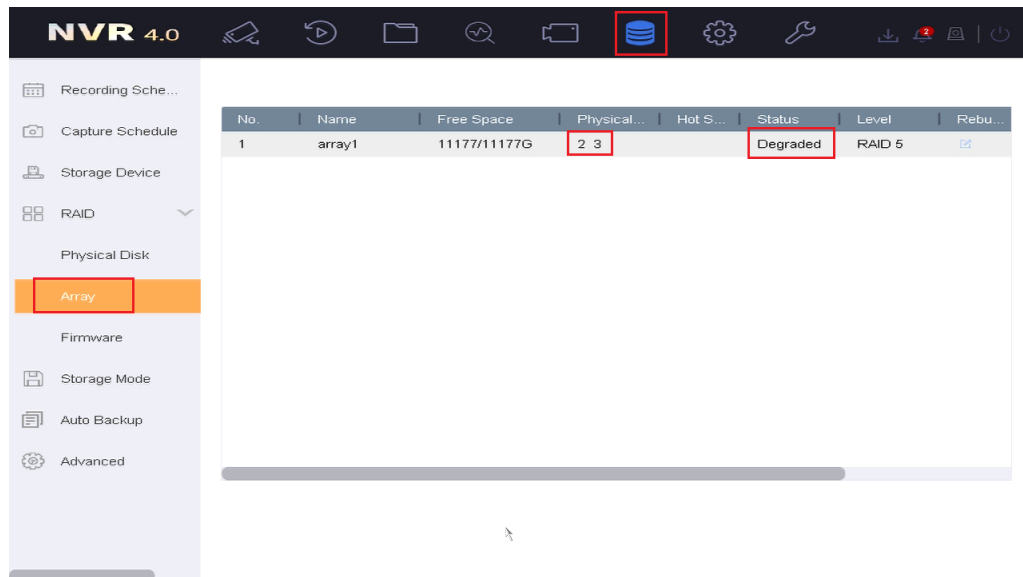 NVR 4.0
2
Recording Sche...
Capture Schedule
Storage Device
RAID
Physical Disk
Array
Firmware
Storage Mode
Auto Backup
Advanced
No. Name Free Space Physical... Hot S... Status Level Rebu...
1 array1 11177/11177G 2 3 Degraded RAID 5